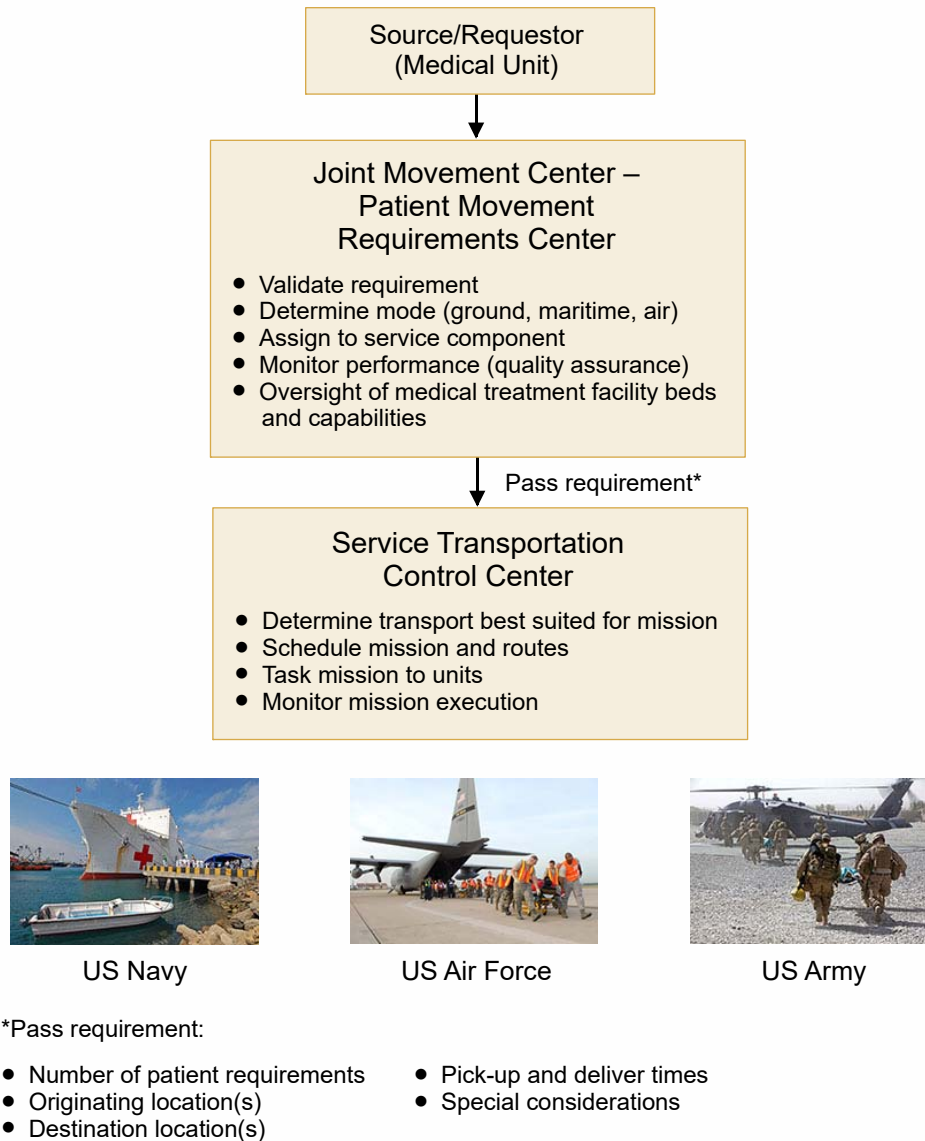 Source/Requestor
(Medical Unit)
Joint Movement Center –
Patient Movement
Requirements Center
● Validate requirement
● Determine mode (ground, maritime, air)
● Assign to service component
● Monitor performance (quality assurance)
● Oversight of medical treatment facility beds
and capabilities
Pass requirement*
Service Transportation
Control Center
● Determine transport best suited for mission
● Schedule mission and routes
● Task mission to units
● Monitor mission execution
US Navy
US Air Force
US Army
*Pass requirement:
● Number of patient requirements
● Originating location(s)
● Destination location(s)
● Pick-up and deliver times
● Special considerations